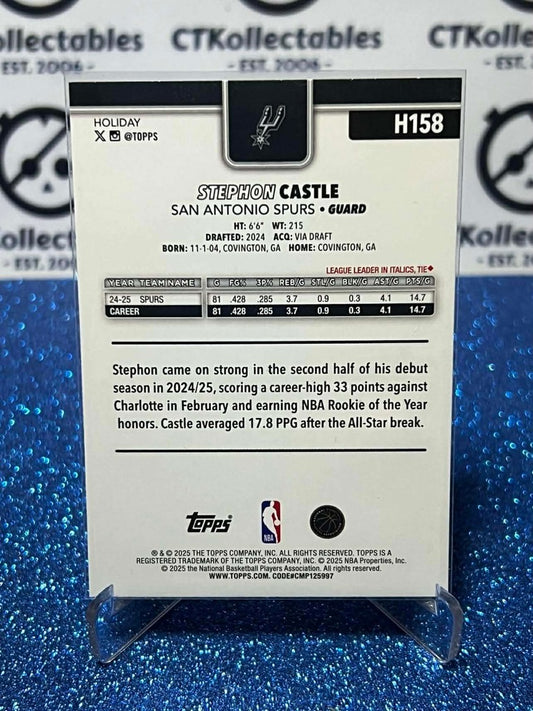 ollectables
CTKollectables
CTKollecta
EST. 2006 -
- EST. 2006 -
- EST.
HOLIDAY
@TOPPS
H158
STEPHON CASTLE
SAN ANTONIO SPURS • GUARD
HT: 6'6" WT: 215
DRAFTED: 2024 ACQ: VIA DRAFT
BORN: 11-1-04, COVINGTON, GA HOME: COVINGTON, GA
LEAGUE LEADER IN ITALICS, TIE♦
YEAR TEAM NAME G FG% 3P% REB/G STL/G BLK/G AST/G PTS/G
24-25 SPURS 81 .428 .285 3.7 0.9 0.3 4.1 14.7
CAREER 81 .428 .285 3.7 0.9 0.3 4.1 14.7
Stephon came on strong in the second half of his debut
season in 2024/25, scoring a career-high 33 points against
Charlotte in February and earning NBA Rookie of the Year
honors. Castle averaged 17.8 PPG after the All-Star break.
Topps
NBA
® & © 2025 THE TOPPS COMPANY, INC. ALL RIGHTS RESERVED. TOPPS IS A
REGISTERED TRADEMARK OF THE TOPPS COMPANY, INC. © 2025 NBA Properties, Inc.
© 2025 the National Basketball Players Association. All rights reserved.
WWW.TOPPS.COM. CODE#CMP125997